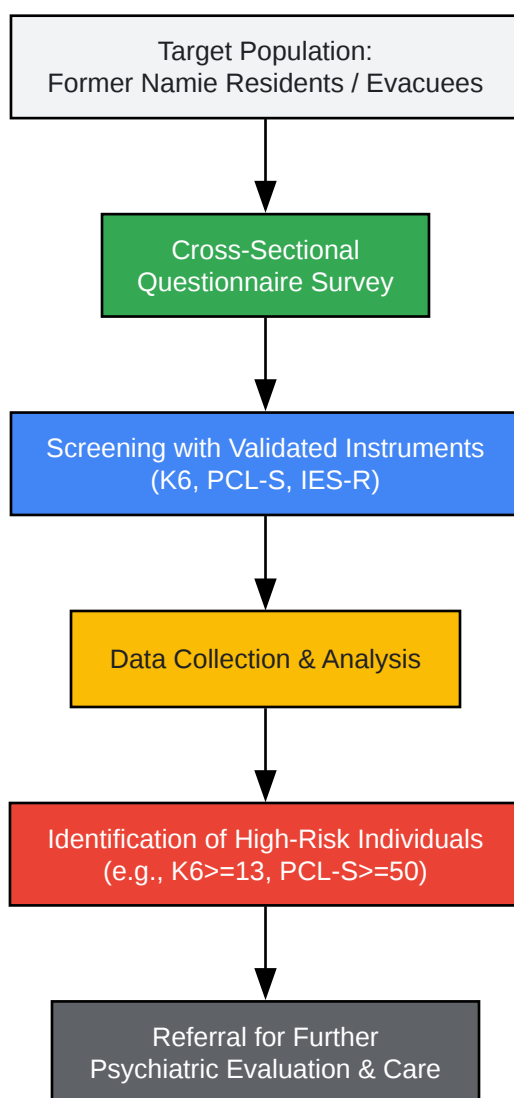 Target Population:
Former Namie Residents / Evacuees
Cross-Sectional
Questionnaire Survey
Screening with Validated Instruments
(K6, PCL-S, IES-R)
Data Collection & Analysis
Identification of High-Risk Individuals
(e.g., K6>=13, PCL-S>=50)
Referral for Further
Psychiatric Evaluation & Care